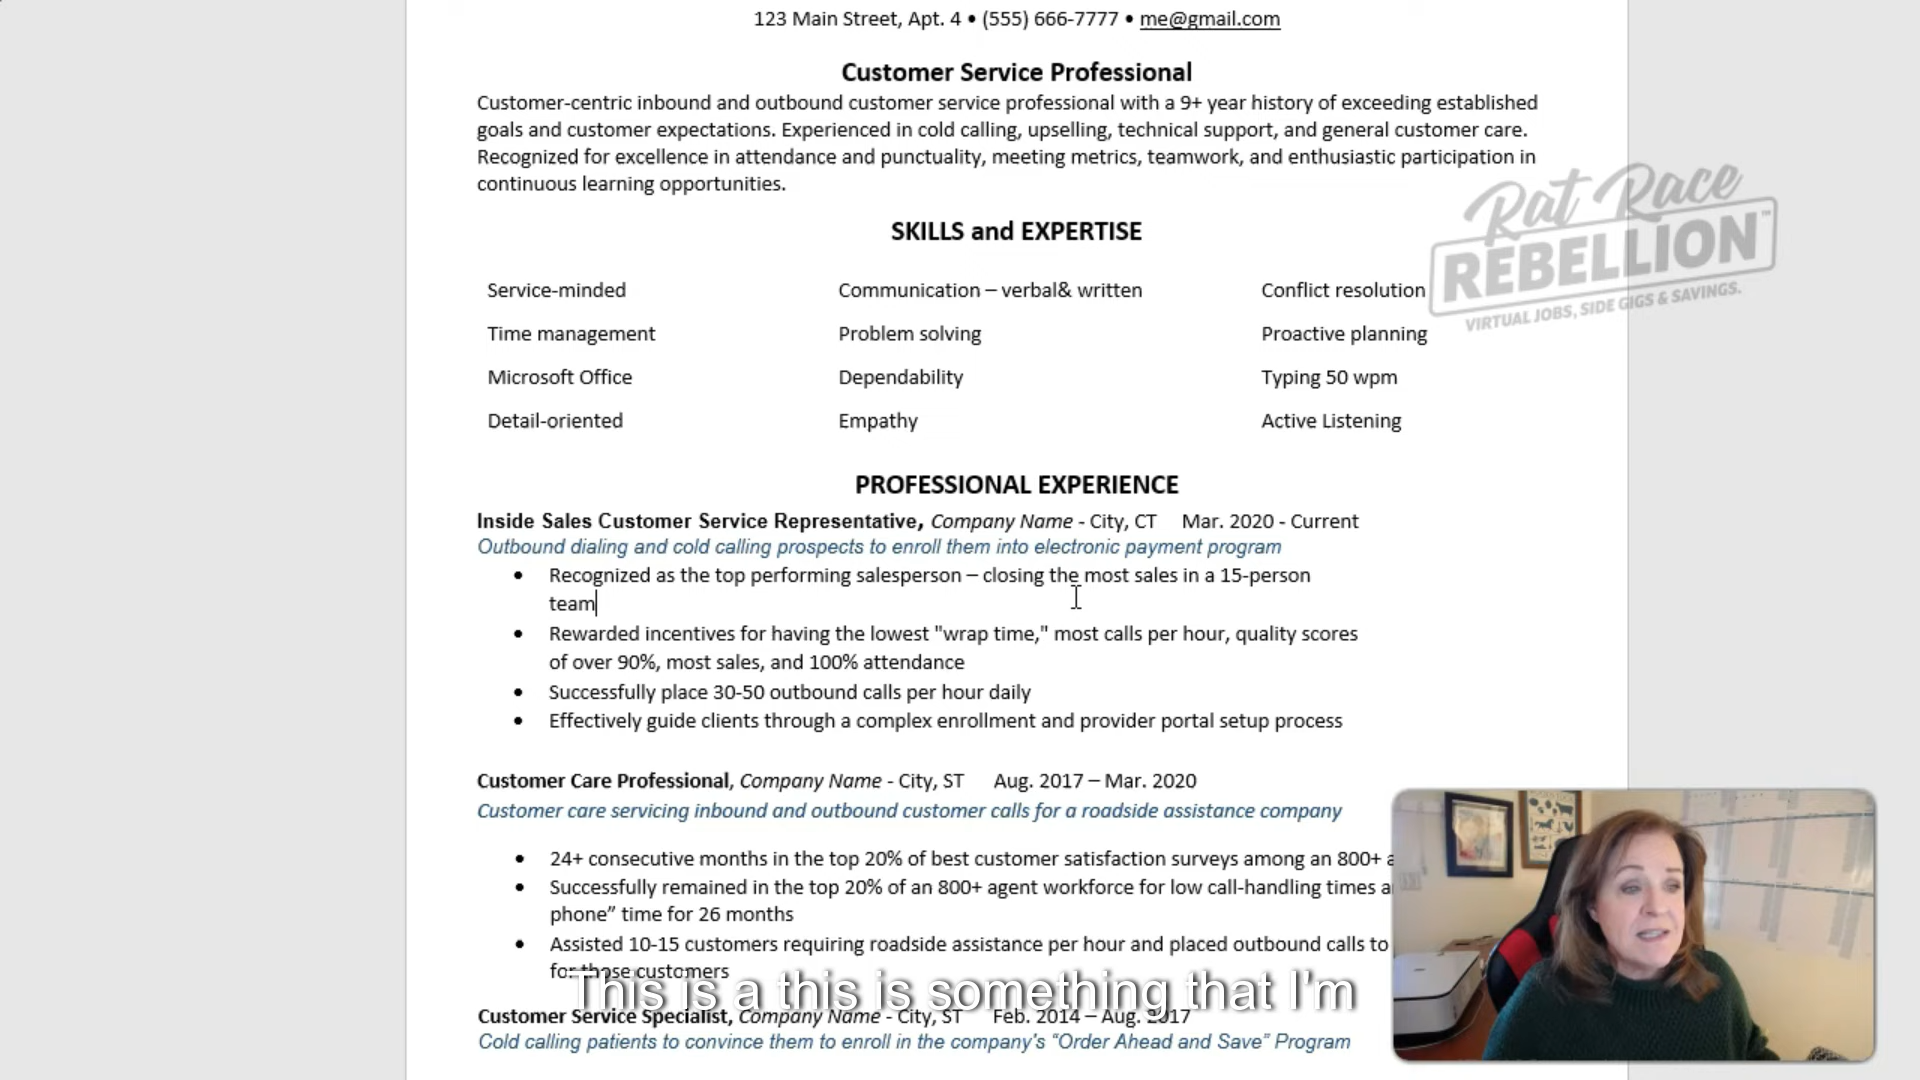 123 Main Street, Apt. 4 • (555) 666-7777 • me@gmail.com
Customer Service Professional
Customer-centric inbound and outbound customer service professional with a 9+ year history of exceeding established
goals and customer expectations. Experienced in cold calling, upselling, technical support, and general customer care.
Recognized for excellence in attendance and punctuality, meeting metrics, teamwork, and enthusiastic participation in
continuous learning opportunities.
Rat Race
REBELLION™
VIRTUAL JOBS, SIDE GIGS & SAVINGS.
SKILLS and EXPERTISE
Service-minded Communication – verbal& written Conflict resolution
Time management Problem solving Proactive planning
Microsoft Office Dependability Typing 50 wpm
Detail-oriented Empathy Active Listening
PROFESSIONAL EXPERIENCE
Inside Sales Customer Service Representative, Company Name - City, CT Mar. 2020 - Current
Outbound dialing and cold calling prospects to enroll them into electronic payment program
• Recognized as the top performing salesperson – closing the most sales in a 15-person
team
• Rewarded incentives for having the lowest "wrap time," most calls per hour, quality scores
of over 90%, most sales, and 100% attendance
• Successfully place 30-50 outbound calls per hour daily
• Effectively guide clients through a complex enrollment and provider portal setup process
Customer Care Professional, Company Name - City, ST Aug. 2017 – Mar. 2020
Customer care servicing inbound and outbound customer calls for a roadside assistance company
• 24+ consecutive months in the top 20% of best customer satisfaction surveys among an 800+
• Successfully remained in the top 20% of an 800+ agent workforce for low call-handling times
phone” time for 26 months
• Assisted 10-15 customers requiring roadside assistance per hour and placed outbound calls to
for those customers
This is a this is something that I'm
Customer Service Specialist, Company Name - City, ST Feb. 2014 – Aug. 2017
Cold calling patients to convince them to enroll in the company's “Order Ahead and Save” Program